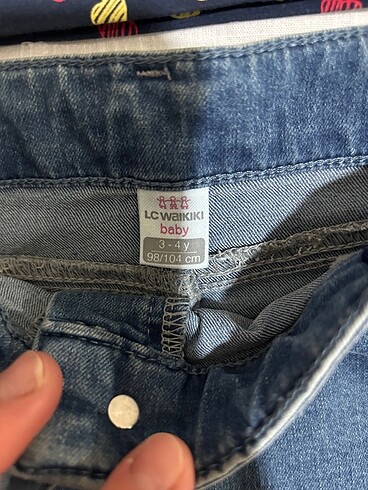 LC WAIKIKI
baby
3 - 4 y
98/104 cm